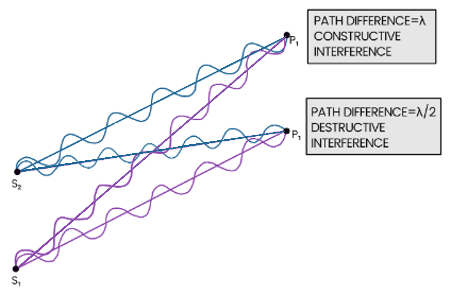 PATH DIFFERENCE=λ
CONSTRUCTIVE
INTERFERENCE
P₁
PATH DIFFERENCE=λ/2
DESTRUCTIVE
INTERFERENCE
P₁
S₂
S₁